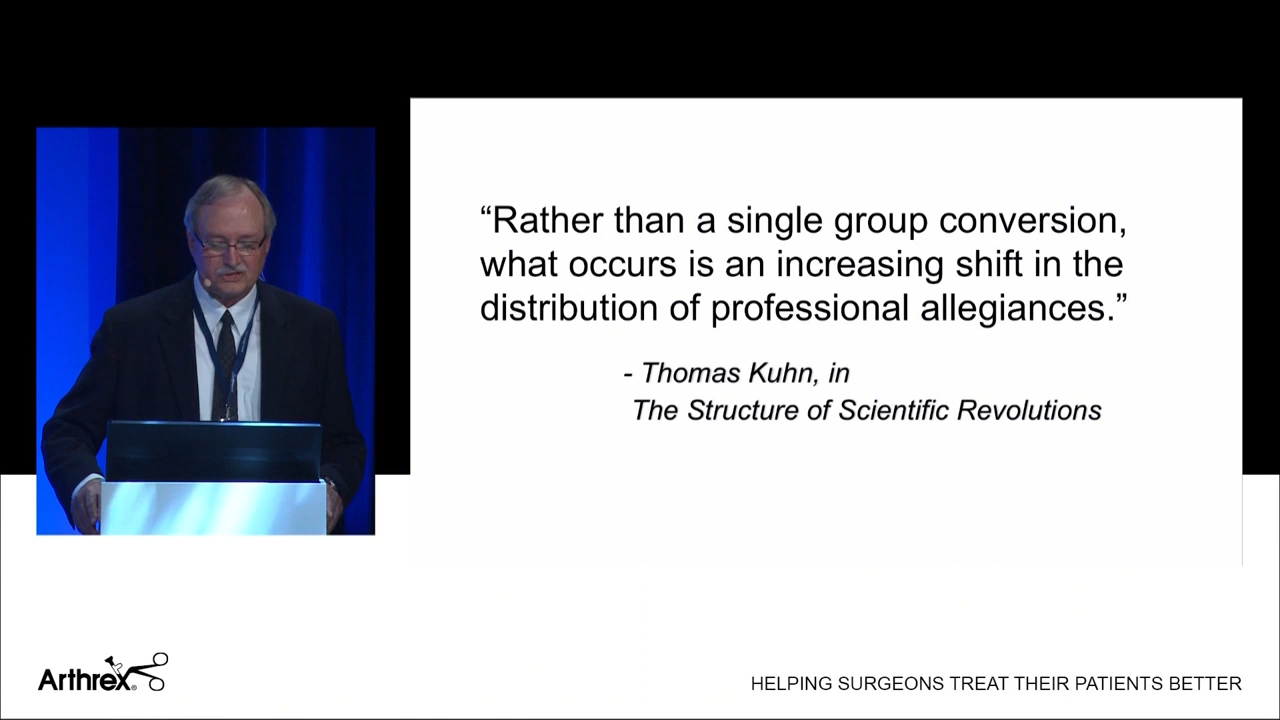 “Rather than a single group conversion,
what occurs is an increasing shift in the
distribution of professional allegiances.”
- Thomas Kuhn, in
The Structure of Scientific Revolutions
Arthrex®
HELPING SURGEONS TREAT THEIR PATIENTS BETTER